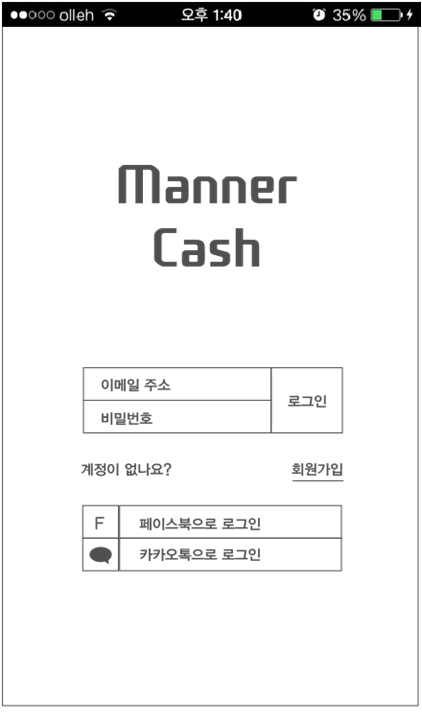 olleh 오후 1:40 35%
Manner
Cash
이메일 주소
비밀번호
로그인
계정이 없나요? 회원가입
F 페이스북으로 로그인
카카오톡으로 로그인